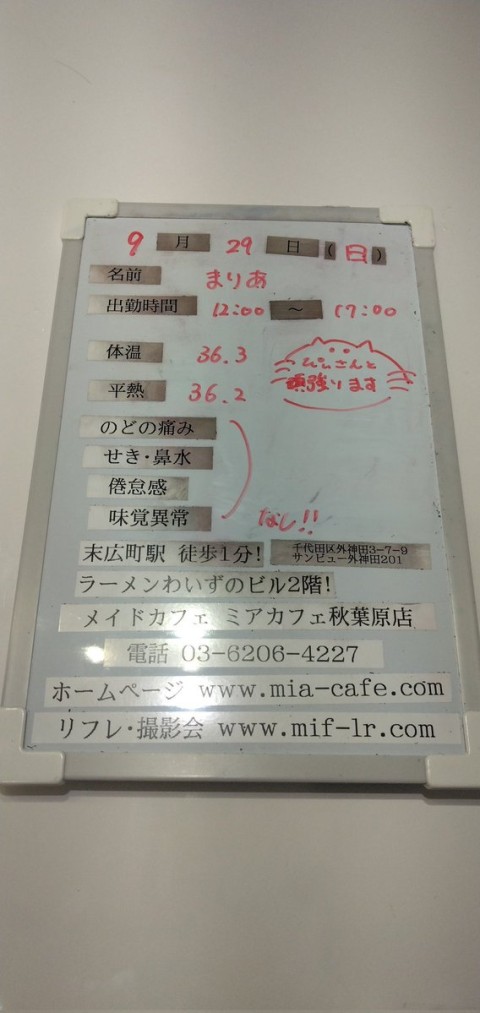 9 月 29 日 (日)
名前 まりあ
出勤時間 12:00 ～ 17:00
体温 36.3
ぴぃさんと
頑張ります
平熱 36.2
のどの痛み
せき・鼻水
倦怠感
味覚異常 なし!!
末広町駅 徒歩1分! 千代田区外神田3-7-9
サンビュー外神田201
ラーメンわいずのビル2階!
メイドカフェ ミアカフェ秋葉原店
電話 03-6206-4227
ホームページ www.mia-cafe.com
リフレ・撮影会 www.mif-lr.com